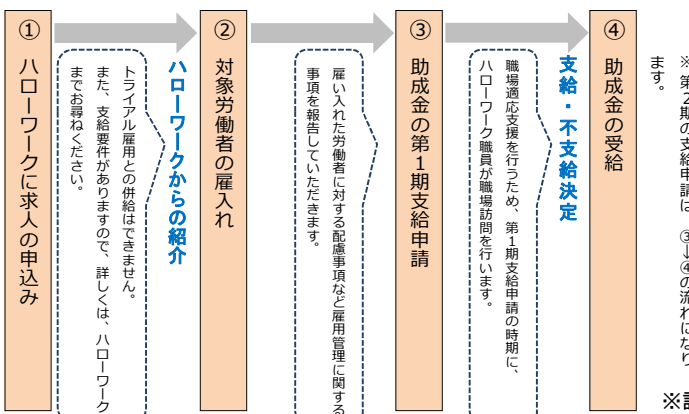 ①
ハローワークに求人の申込み
ハローワークからの紹介
トライアル雇用との併給はできません。
また、支給要件がありますので、詳しくは、ハローワーク
までお尋ねください。
②
対象労働者の雇入れ
雇い入れた労働者に対する配慮事項など雇用管理に関する
事項を報告していただきます。
③
助成金の第1期支給申請
支給・不支給決定
職場適応支援を行うため、第1期支給申請の時期に、
ハローワーク職員が職場訪問を行います。
④
助成金の受給
※ 第2期の支給申請は、③→④の流れになり
ます。
※